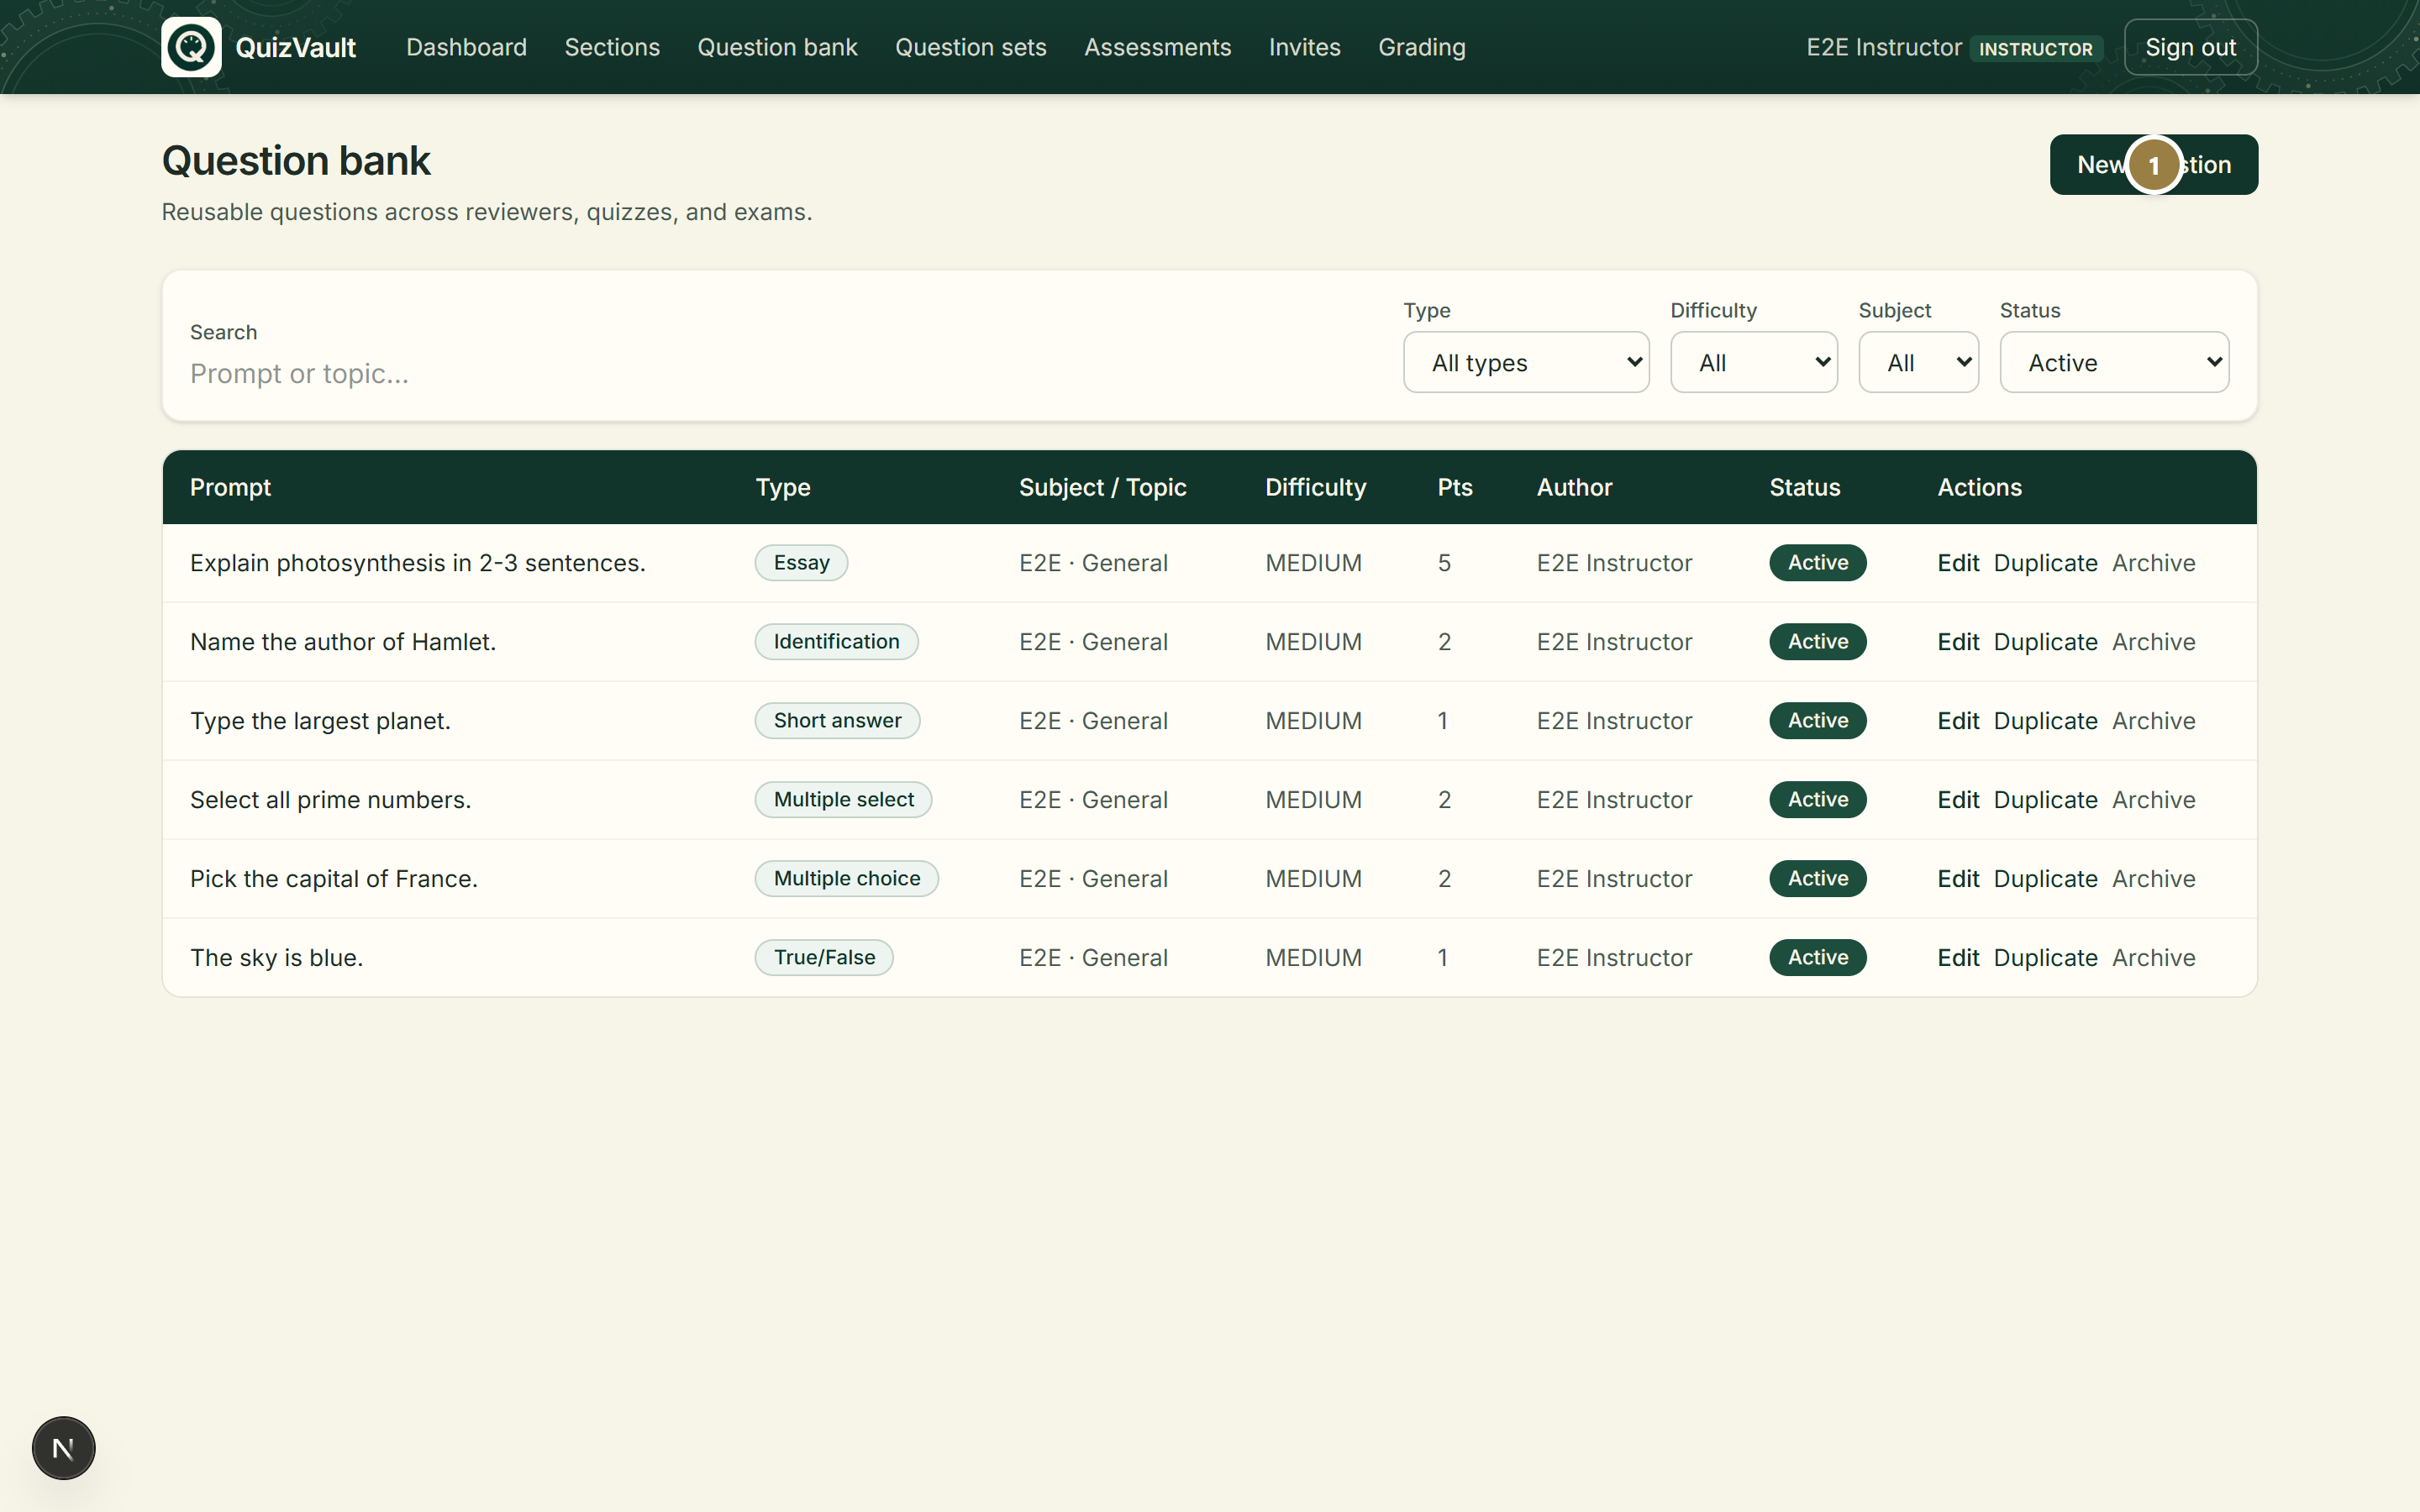 QuizVault Dashboard Sections Question bank Question sets Assessments Invites Grading E2E Instructor INSTRUCTOR Sign out
Question bank
New 1 stion
Reusable questions across reviewers, quizzes, and exams.
Type Difficulty Subject Status
Search
All types All All Active
Prompt or topic...
Prompt Type Subject / Topic Difficulty Pts Author Status Actions
Explain photosynthesis in 2-3 sentences. Essay E2E · General MEDIUM 5 E2E Instructor Active Edit Duplicate Archive
Name the author of Hamlet. Identification E2E · General MEDIUM 2 E2E Instructor Active Edit Duplicate Archive
Type the largest planet. Short answer E2E · General MEDIUM 1 E2E Instructor Active Edit Duplicate Archive
Select all prime numbers. Multiple select E2E · General MEDIUM 2 E2E Instructor Active Edit Duplicate Archive
Pick the capital of France. Multiple choice E2E · General MEDIUM 2 E2E Instructor Active Edit Duplicate Archive
The sky is blue. True/False E2E · General MEDIUM 1 E2E Instructor Active Edit Duplicate Archive
N